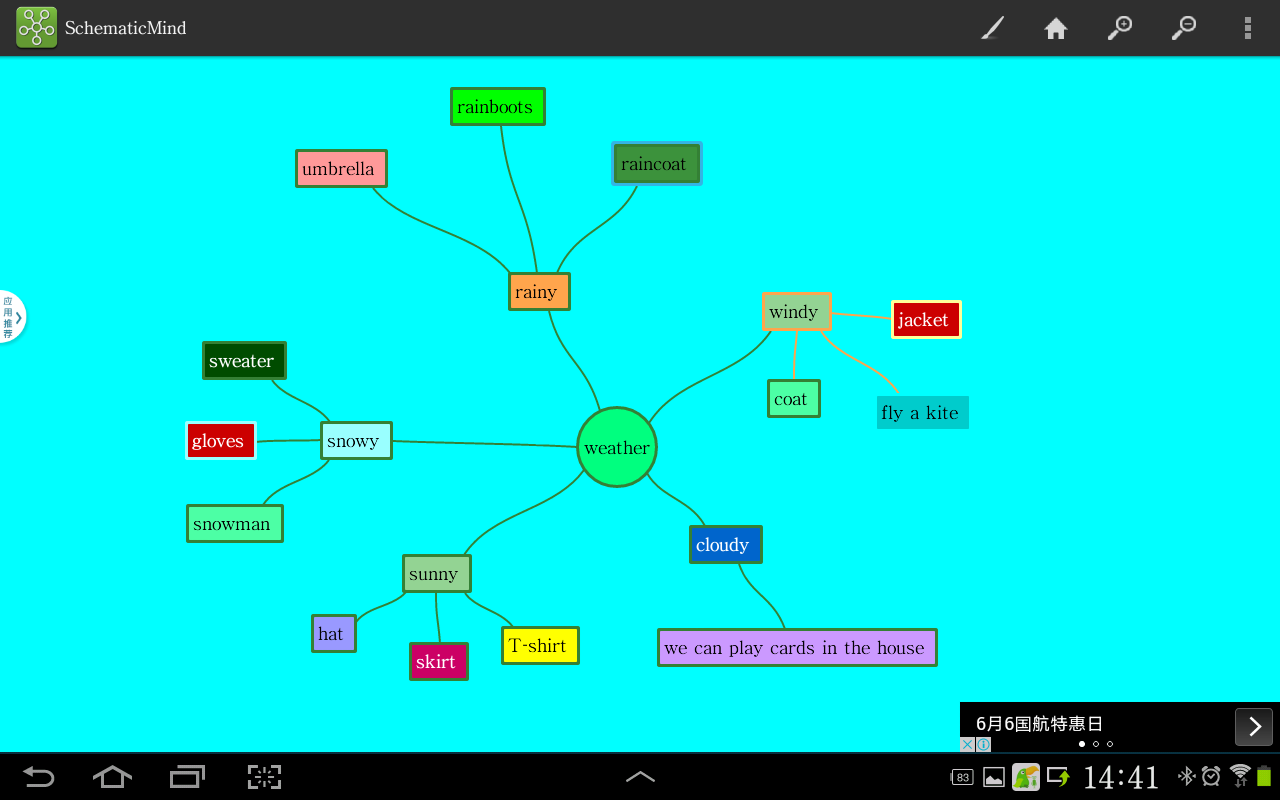 SchematicMind
rainboots
umbrella
raincoat
rainy
windy
jacket
应用推荐
sweater
coat
fly a kite
gloves
snowy
weather
snowman
cloudy
sunny
hat
skirt
T-shirt
we can play cards in the house
6月6国航特惠日
83
14:41